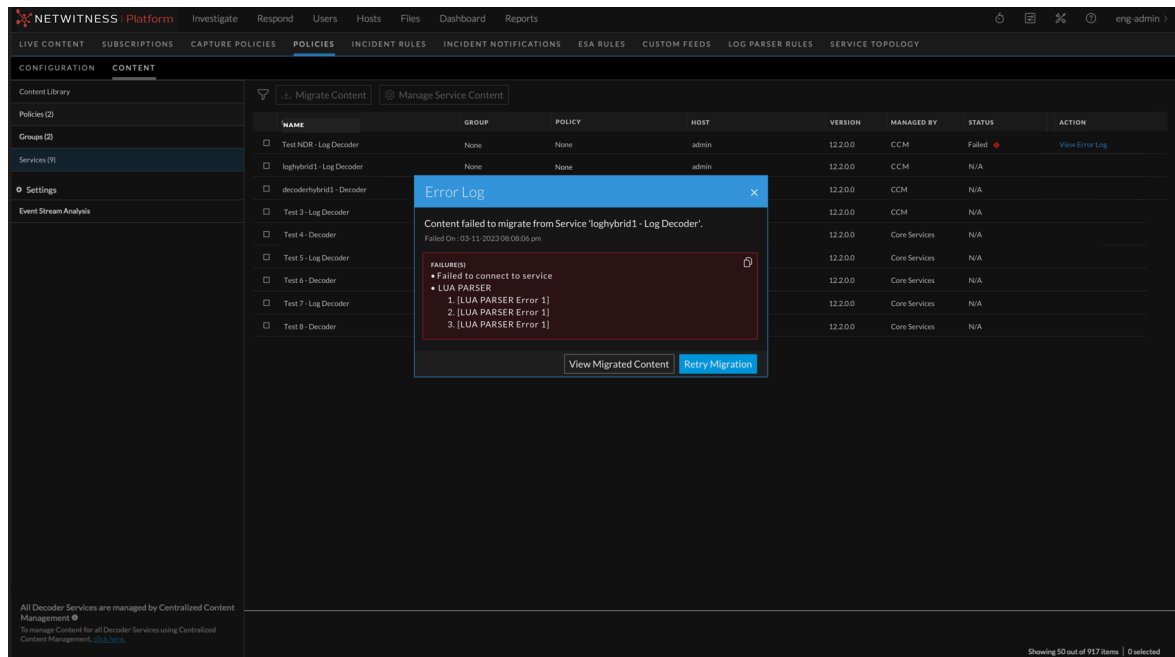 NETWITNESS Platform Investigate Respond Users Hosts Files Dashboard Reports eng-admin >
LIVE CONTENT SUBSCRIPTIONS CAPTURE POLICIES POLICIES INCIDENT RULES INCIDENT NOTIFICATIONS ESA RULES CUSTOM FEEDS LOG PARSER RULES SERVICE TOPOLOGY
CONFIGURATION CONTENT
Content Library
Policies (2)
Groups (2)
Services (9)
Settings
Event Stream Analysis
Migrate Content Manage Service Content
NAME GROUP POLICY HOST VERSION MANAGED BY STATUS ACTION
Test NDR - Log Decoder None None admin 12.2.0.0 CCM Failed View Error Log
loghybrid1 - Log Decoder None None admin 12.2.0.0 CCM N/A
decoderhybrid1 - Decoder 12.2.0.0 CCM N/A
Test 3 - Log Decoder 12.2.0.0 CCM N/A
Test 4 - Decoder 12.2.0.0 Core Services N/A
Test 5 - Log Decoder 12.2.0.0 Core Services N/A
Test 6 - Decoder 12.2.0.0 Core Services N/A
Test 7 - Log Decoder 12.2.0.0 Core Services N/A
Test 8 - Decoder 12.2.0.0 Core Services N/A
Error Log
Content failed to migrate from Service 'loghybrid1 - Log Decoder'.
Failed On : 03-11-2023 08:08:06 pm
FAILURE(S)
• Failed to connect to service
• LUA PARSER
1. [LUA PARSER Error 1]
2. [LUA PARSER Error 1]
3. [LUA PARSER Error 1]
View Migrated Content Retry Migration
All Decoder Services are managed by Centralized Content
Management
To manage Content for all Decoder Services using Centralized
Content Management, click here.
Showing 50 out of 917 items | 0 selected